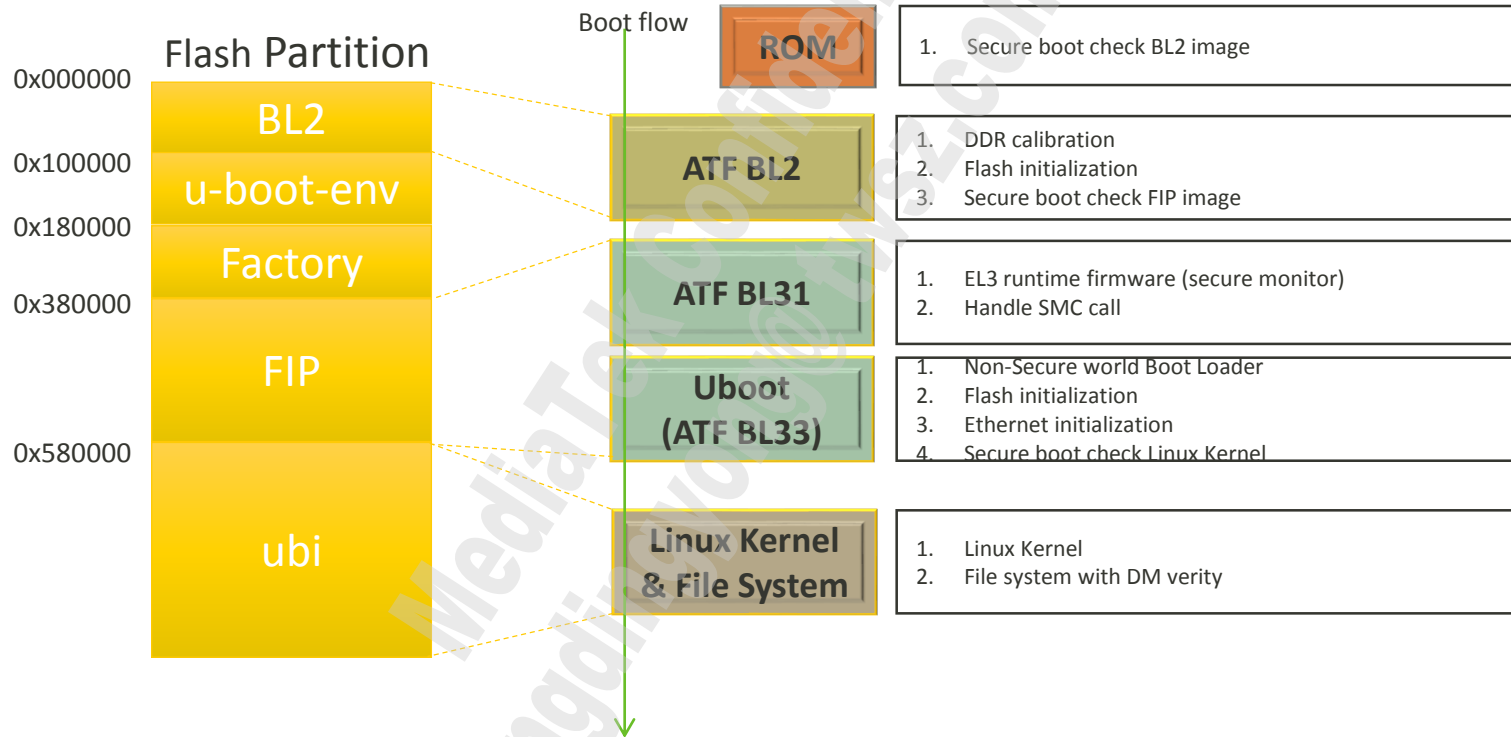 Boot flow
Flash Partition
0x000000
BL2
0x100000
u-boot-env
0x180000
Factory
0x380000
FIP
0x580000
ubi
ROM
1. Secure boot check BL2 image
ATF BL2
1. DDR calibration
2. Flash initialization
3. Secure boot check FIP image
ATF BL31
1. EL3 runtime firmware (secure monitor)
2. Handle SMC call
Uboot
(ATF BL33)
1. Non-Secure world Boot Loader
2. Flash initialization
3. Ethernet initialization
4. Secure boot check Linux Kernel
Linux Kernel
& File System
1. Linux Kernel
2. File system with DM verity
MediaTek